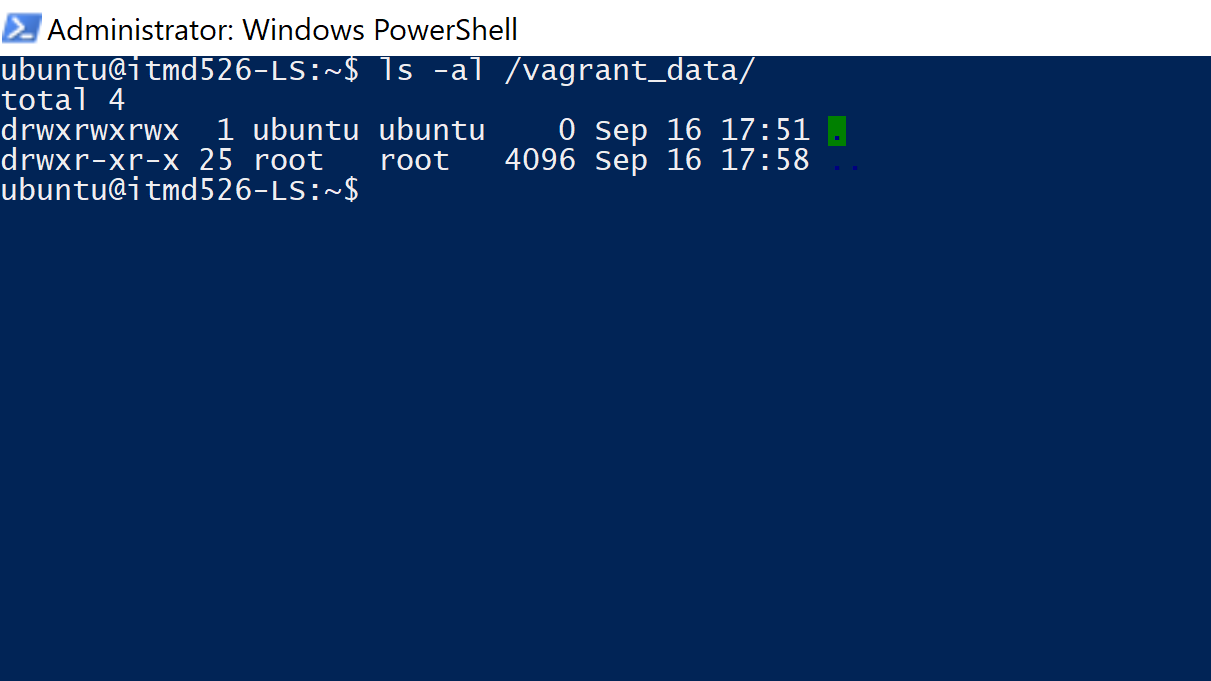 Administrator: Windows PowerShell
ubuntu@itmd526-LS:~$ ls -al /vagrant_data/
total 4
drwxrwxrwx  1 ubuntu ubuntu    0 Sep 16 17:51 .
drwxr-xr-x 25 root   root   4096 Sep 16 17:58 ..
ubuntu@itmd526-LS:~$